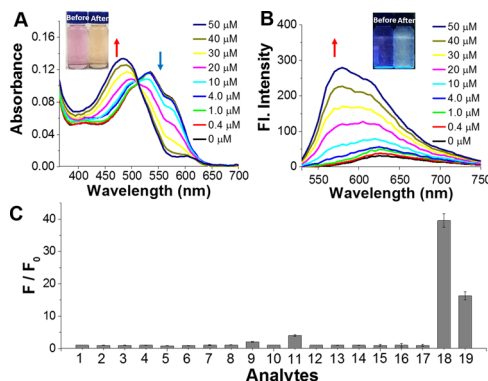 A
Before After
0.16
0.12
0.08
0.04
0.00
Absorbance
400 450 500 550 600 650 700
Wavelength (nm)
50 μM
40 μM
30 μM
20 μM
10 μM
4.0 μM
1.0 μM
0.4 μM
0 μM
B
Before After
400
300
200
100
0
Fl. Intensity
550 600 650 700 750
Wavelength (nm)
50 μM
40 μM
30 μM
20 μM
10 μM
4.0 μM
1.0 μM
0.4 μM
0 μM
C
40
30
20
10
0
F / F0
1 2 3 4 5 6 7 8 9 10 11 12 13 14 15 16 17 18 19
Analytes